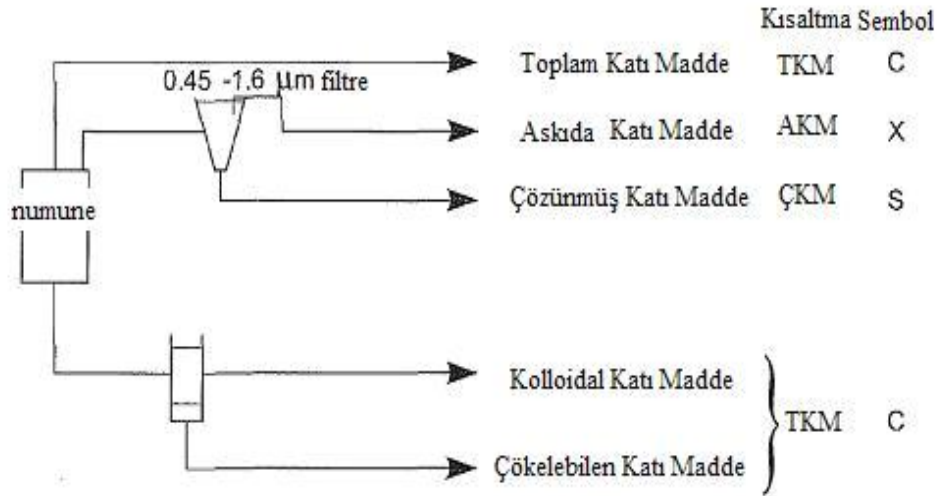 Kısaltma Sembol
Toplam Katı Madde TKM C
0.45 -1.6 µm filtre
Askıda Katı Madde AKM X
Çözünmüş Katı Madde ÇKM S
numune
Kolloidal Katı Madde
TKM C
Çökelebilen Katı Madde